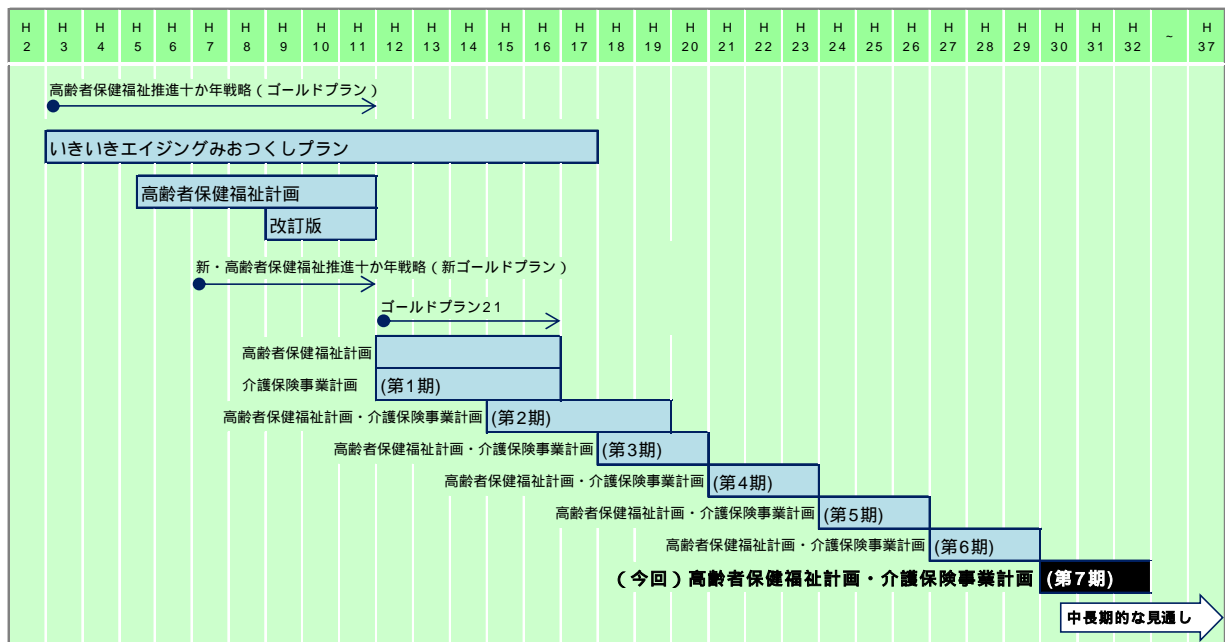 H H H H H H H H H H H H H H H H H H H H H H H H H H H H H H H ~ H
2 3 4 5 6 7 8 9 10 11 12 13 14 15 16 17 18 19 20 21 22 23 24 25 26 27 28 29 30 31 32 37
高齢者保健福祉推進十か年戦略(ゴールドプラン)
いきいきエイジングみおつくしプラン
高齢者保健福祉計画
改訂版
新・高齢者保健福祉推進十か年戦略(新ゴールドプラン)
ゴールドプラン21
高齢者保健福祉計画
介護保険事業計画 (第1期)
高齢者保健福祉計画・介護保険事業計画 (第2期)
高齢者保健福祉計画・介護保険事業計画 (第3期)
高齢者保健福祉計画・介護保険事業計画 (第4期)
高齢者保健福祉計画・介護保険事業計画 (第5期)
高齢者保健福祉計画・介護保険事業計画 (第6期)
(今回)高齢者保健福祉計画・介護保険事業計画 (第7期)
中長期的な見通し